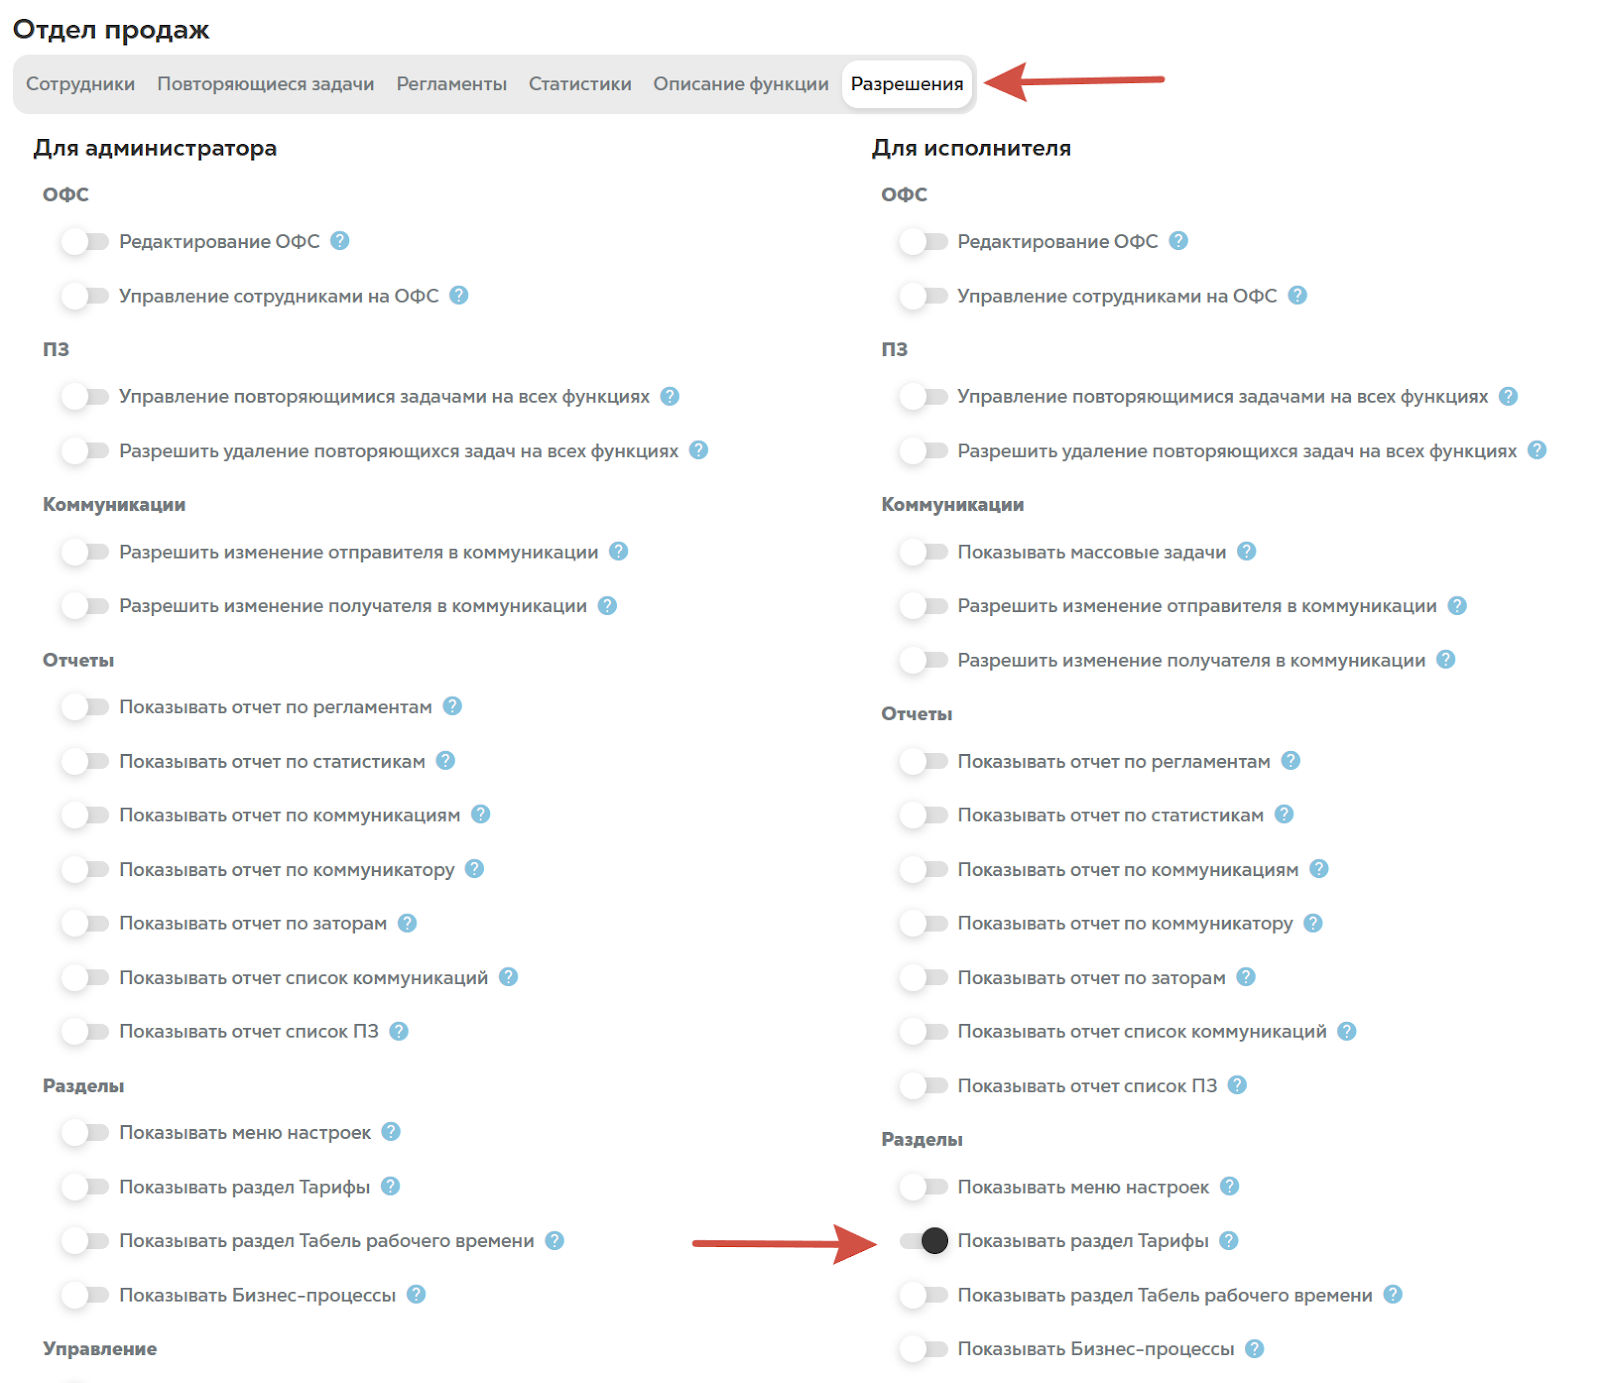 Отдел продаж
Сотрудники Повторяющиеся задачи Регламенты Статистики Описание функции Разрешения
Для администратора
ОФС
Редактирование ОФС ?
Управление сотрудниками на ОФС ?
ПЗ
Управление повторяющимися задачами на всех функциях ?
Разрешить удаление повторяющихся задач на всех функциях ?
Коммуникации
Разрешить изменение отправителя в коммуникации ?
Разрешить изменение получателя в коммуникации ?
Отчеты
Показывать отчет по регламентам ?
Показывать отчет по статистикам ?
Показывать отчет по коммуникациям ?
Показывать отчет по коммуникатору ?
Показывать отчет по заторам ?
Показывать отчет список коммуникаций ?
Показывать отчет список ПЗ ?
Разделы
Показывать меню настроек ?
Показывать раздел Тарифы ?
Показывать раздел Табель рабочего времени ?
Показывать Бизнес-процессы ?
Управление
Для исполнителя
ОФС
Редактирование ОФС ?
Управление сотрудниками на ОФС ?
ПЗ
Управление повторяющимися задачами на всех функциях ?
Разрешить удаление повторяющихся задач на всех функциях ?
Коммуникации
Показывать массовые задачи ?
Разрешить изменение отправителя в коммуникации ?
Разрешить изменение получателя в коммуникации ?
Отчеты
Показывать отчет по регламентам ?
Показывать отчет по статистикам ?
Показывать отчет по коммуникациям ?
Показывать отчет по коммуникатору ?
Показывать отчет по заторам ?
Показывать отчет список коммуникаций ?
Показывать отчет список ПЗ ?
Разделы
Показывать меню настроек ?
Показывать раздел Тарифы ?
Показывать раздел Табель рабочего времени ?
Показывать Бизнес-процессы ?